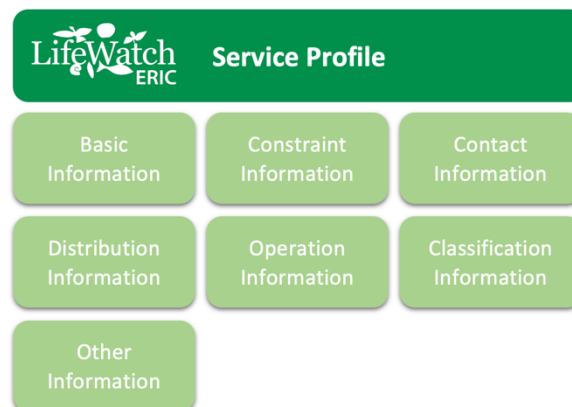 LifeWatch
ERIC
Service Profile
Basic
Information
Constraint
Information
Contact
Information
Distribution
Information
Operation
Information
Classification
Information
Other
Information